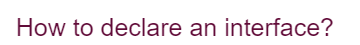 How to declare an interface?